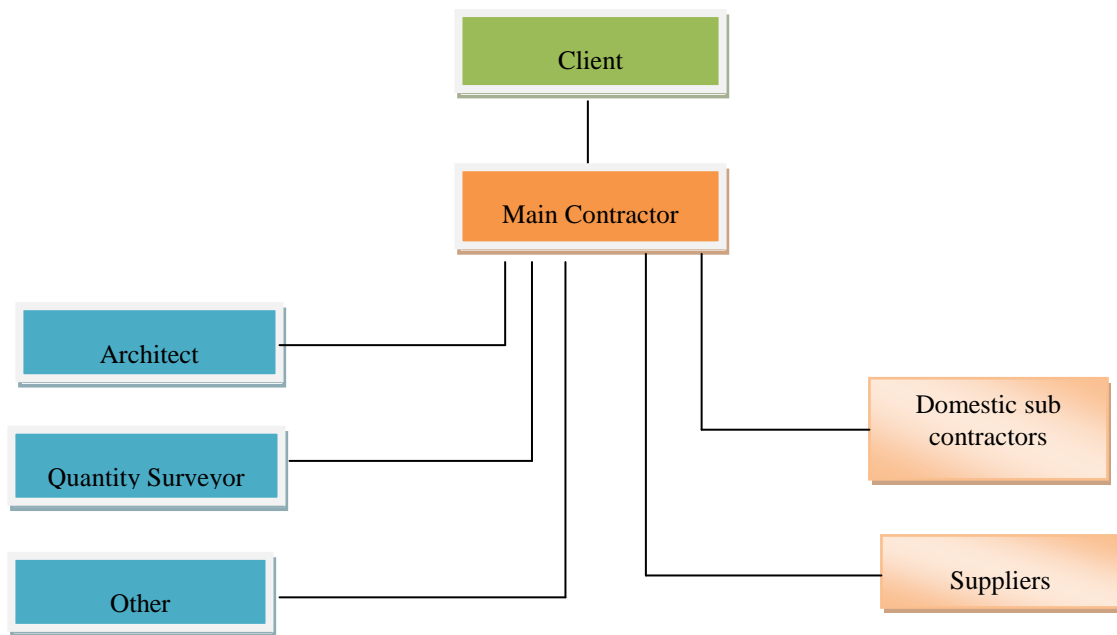 Client
Main Contractor
Architect
Quantity Surveyor
Other
Domestic sub
contractors
Suppliers